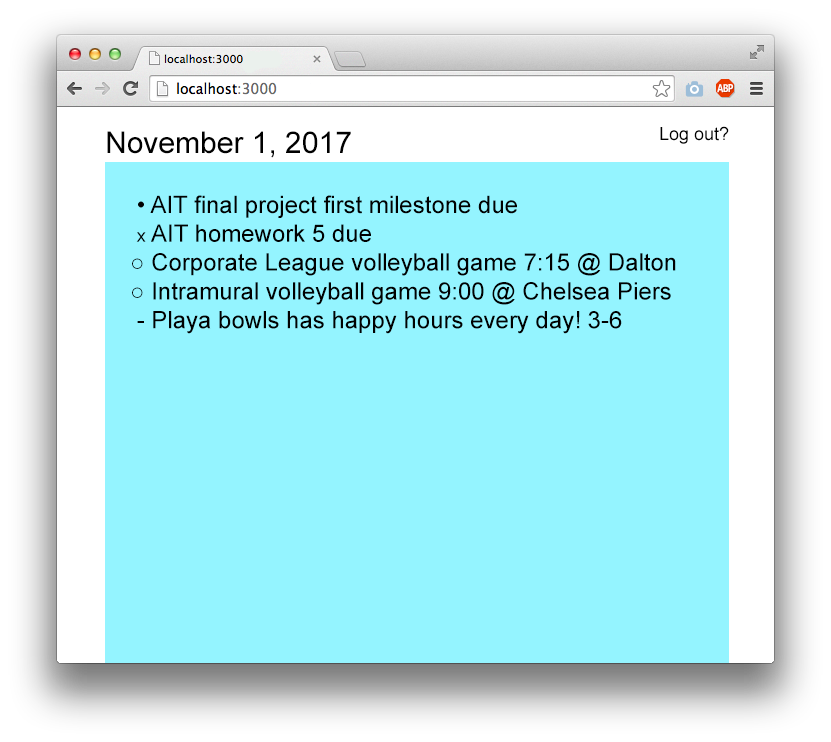 localhost:3000
localhost:3000
ABP
Log out?
November 1, 2017
• AIT final project first milestone due
x AIT homework 5 due
○ Corporate League volleyball game 7:15 @ Dalton
○ Intramural volleyball game 9:00 @ Chelsea Piers
- Playa bowls has happy hours every day! 3-6